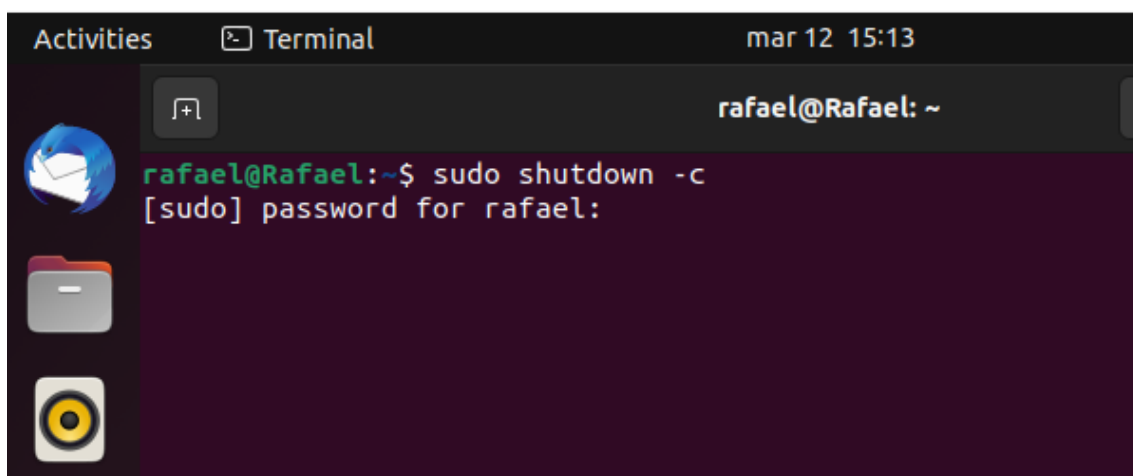 Activities Terminal mar 12 15:13
rafael@Rafael: ~
rafael@Rafael:~$ sudo shutdown -c
[sudo] password for rafael: